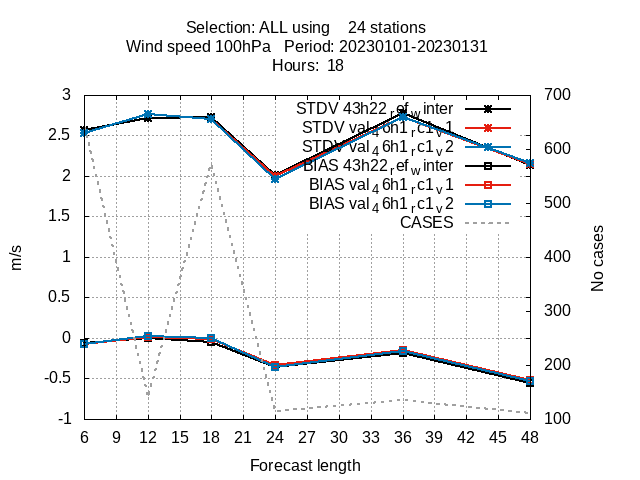 Selection: ALL using 24 stations
Wind speed 100hPa Period: 20230101-20230131
Hours: 18
3
2.5
2
1.5
1
0.5
0
-0.5
-1
m/s
700
600
500
400
300
200
100
No cases
STDV 43h22_ref_winter
STDV val_46h1_rc1_v1
STDV val_46h1_rc1_v2
BIAS 43h22_ref_winter
BIAS val_46h1_rc1_v1
BIAS val_46h1_rc1_v2
CASES
6 9 12 15 18 21 24 27 30 33 36 39 42 45 48
Forecast length